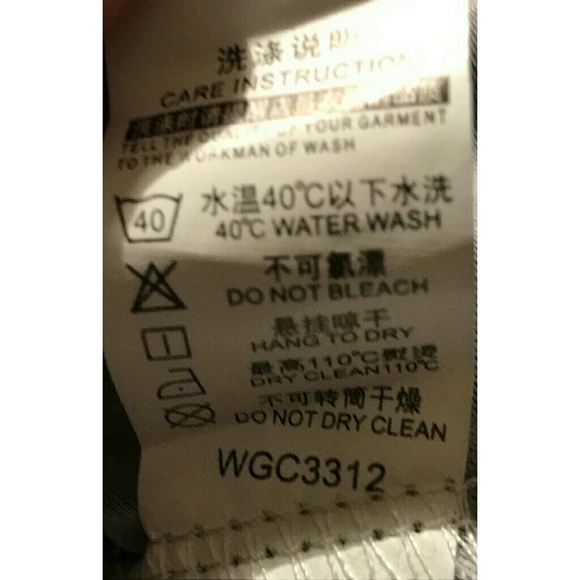 洗涤说明
CARE INSTRUCTION
TELL THE QUALITY OF YOUR GARMENT
TO THE WORKMAN OF WASH
40
水温40℃以下水洗
40℃ WATER WASH
不可氯漂
DO NOT BLEACH
悬挂晾干
HANG TO DRY
最高110℃熨烫
DRY CLEAN110℃
不可转筒干燥
DO NOT DRY CLEAN
WGC3312